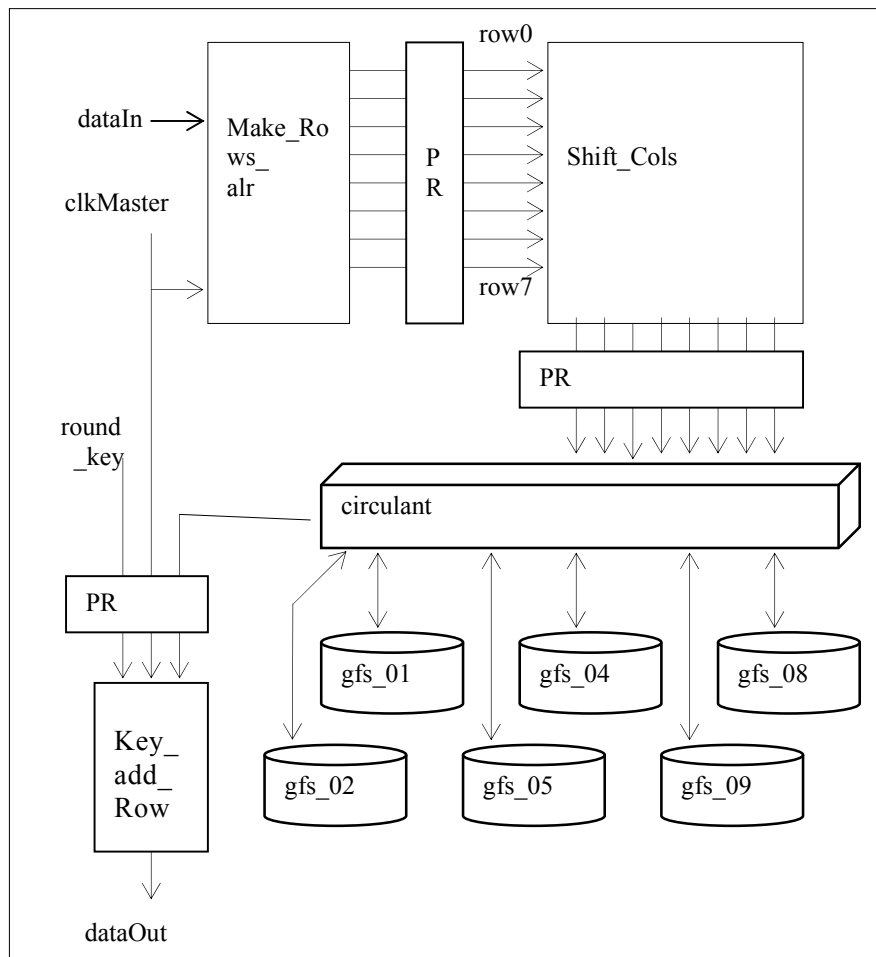 row0
dataIn
Make_Ro
ws_
alr
P
R
Shift_Cols
clkMaster
row7
PR
round
_key
circulant
PR
gfs_01
gfs_04
gfs_08
Key_
add_
Row
gfs_02
gfs_05
gfs_09
dataOut